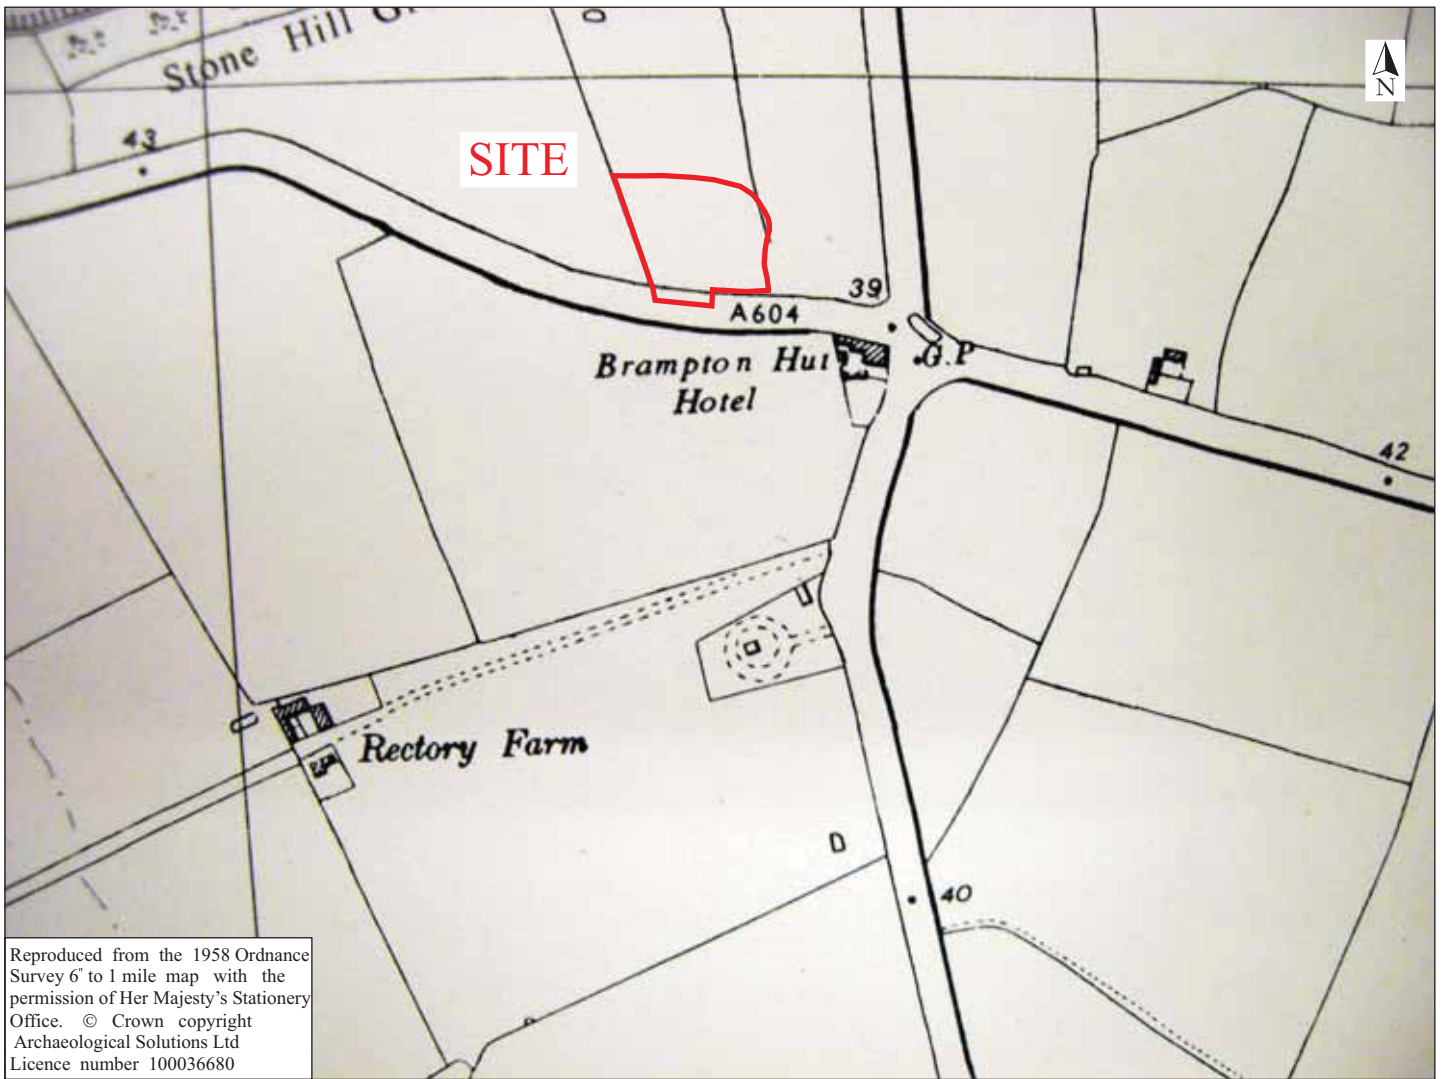 Stone Hill
N
43
SITE
39
A604
G.P
Brampton Hut
Hotel
42
Rectory Farm
40
Reproduced from the 1958 Ordnance
Survey 6" to 1 mile map with the
permission of Her Majesty's Stationery
Office. © Crown copyright
Archaeological Solutions Ltd
Licence number 100036680